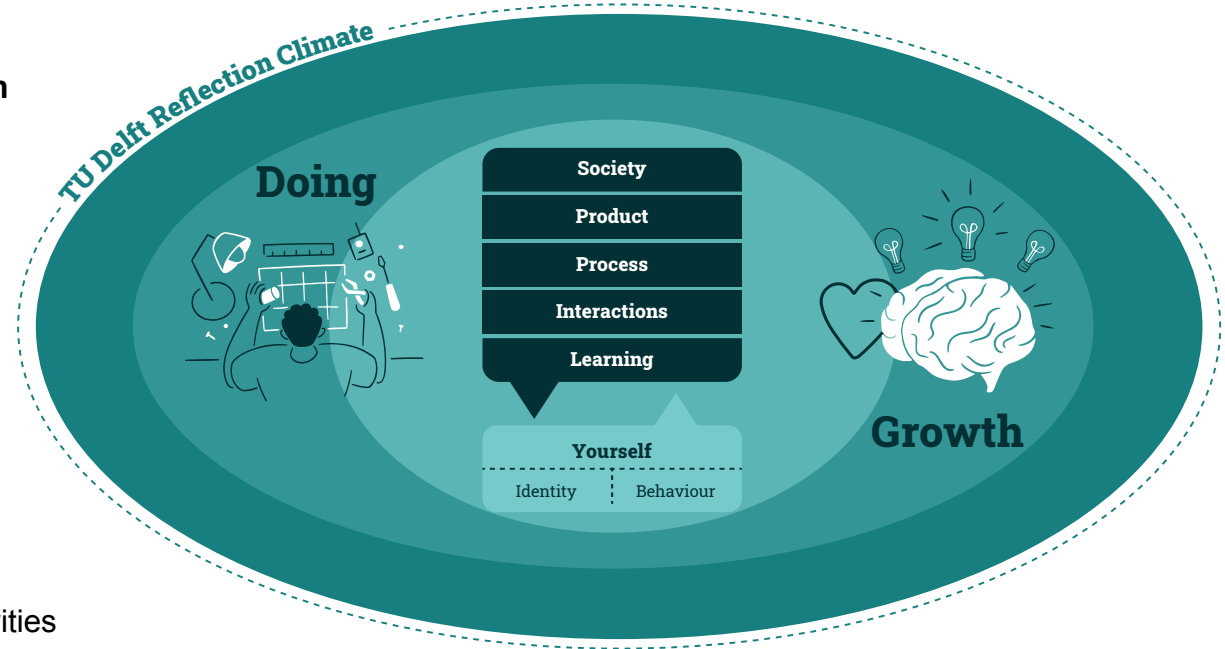 TU Delft Reflection Climate
n
Doing
Society
Product
Process
Interactions
Learning
Growth
Yourself
Identity Behaviour
ities